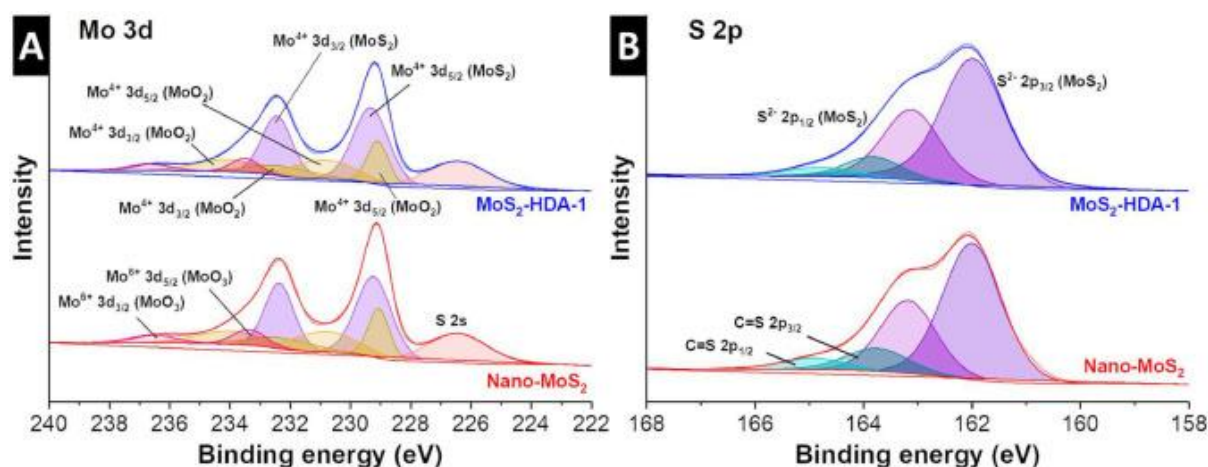 A
Mo 3d
Mo⁴⁺ 3d₃/₂ (MoS₂)
Mo⁴⁺ 3d₅/₂ (MoS₂)
Mo⁴⁺ 3d₅/₂ (MoO₂)
Mo⁴⁺ 3d₃/₂ (MoO₂)
Mo⁴⁺ 3d₃/₂ (MoO₂)
Mo⁴⁺ 3d₅/₂ (MoO₂)
MoS₂-HDA-1
Mo⁶⁺ 3d₅/₂ (MoO₃)
Mo⁶⁺ 3d₃/₂ (MoO₃)
S 2s
Nano-MoS₂
Intensity
240 238 236 234 232 230 228 226 224 222
Binding energy (eV)
B
S 2p
S²⁻ 2p₃/₂ (MoS₂)
S²⁻ 2p₁/₂ (MoS₂)
MoS₂-HDA-1
C=S 2p₃/₂
C=S 2p₁/₂
Nano-MoS₂
Intensity
168 166 164 162 160 158
Binding energy (eV)